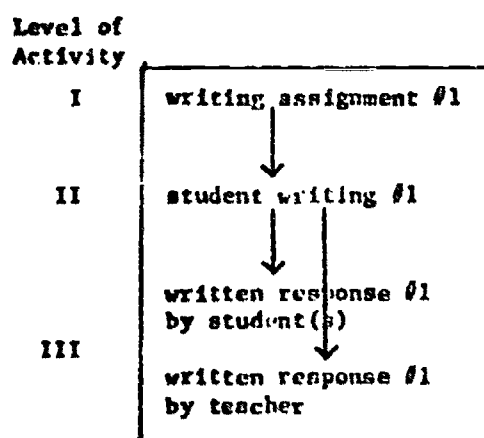 Level of
Activity
I writing assignment #1
II student writing #1
written response #1
by student(s)
III
written response #1
by teacher